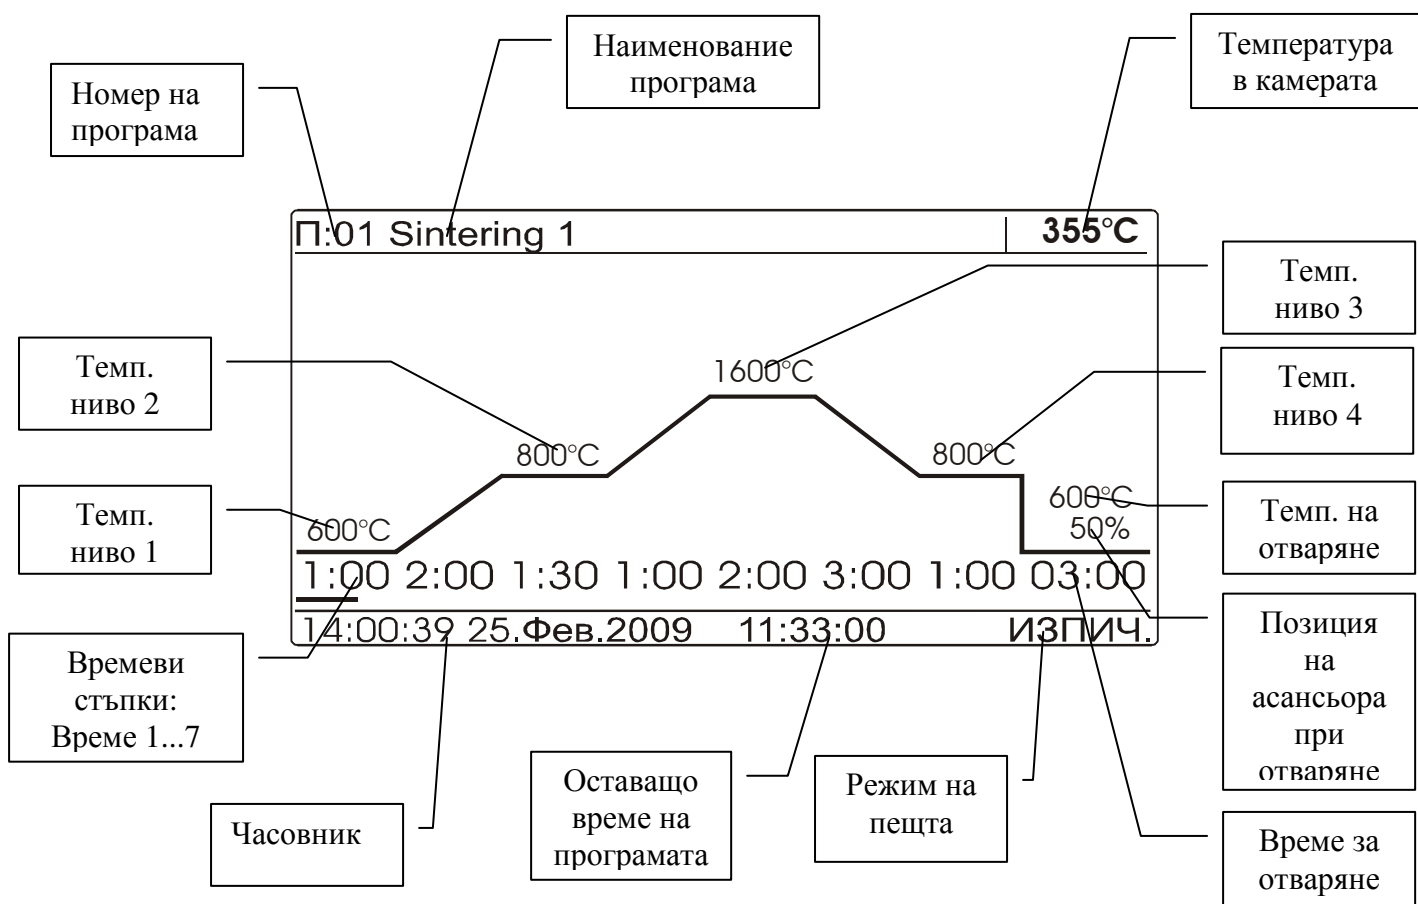 Наименование
програма
Температура
в камерата
Номер на
програма
П:01 Sintering 1
355°C
Темп.
ниво 3
Темп.
ниво 2
1600°C
Темп.
ниво 4
800°C
800°C
Темп.
ниво 1
600°C
600°C
50%
Темп. на
отваряне
1:00 2:00 1:30 1:00 2:00 3:00 1:00 03:00
14:00:39 25.Фев.2009 11:33:00 ИЗПИЧ.
Времеви
стъпки:
Време 1...7
Позиция
на
асансьора
при
отваряне
Оставащо
време на
програмата
Режим на
пещта
Часовник
Време за
отваряне